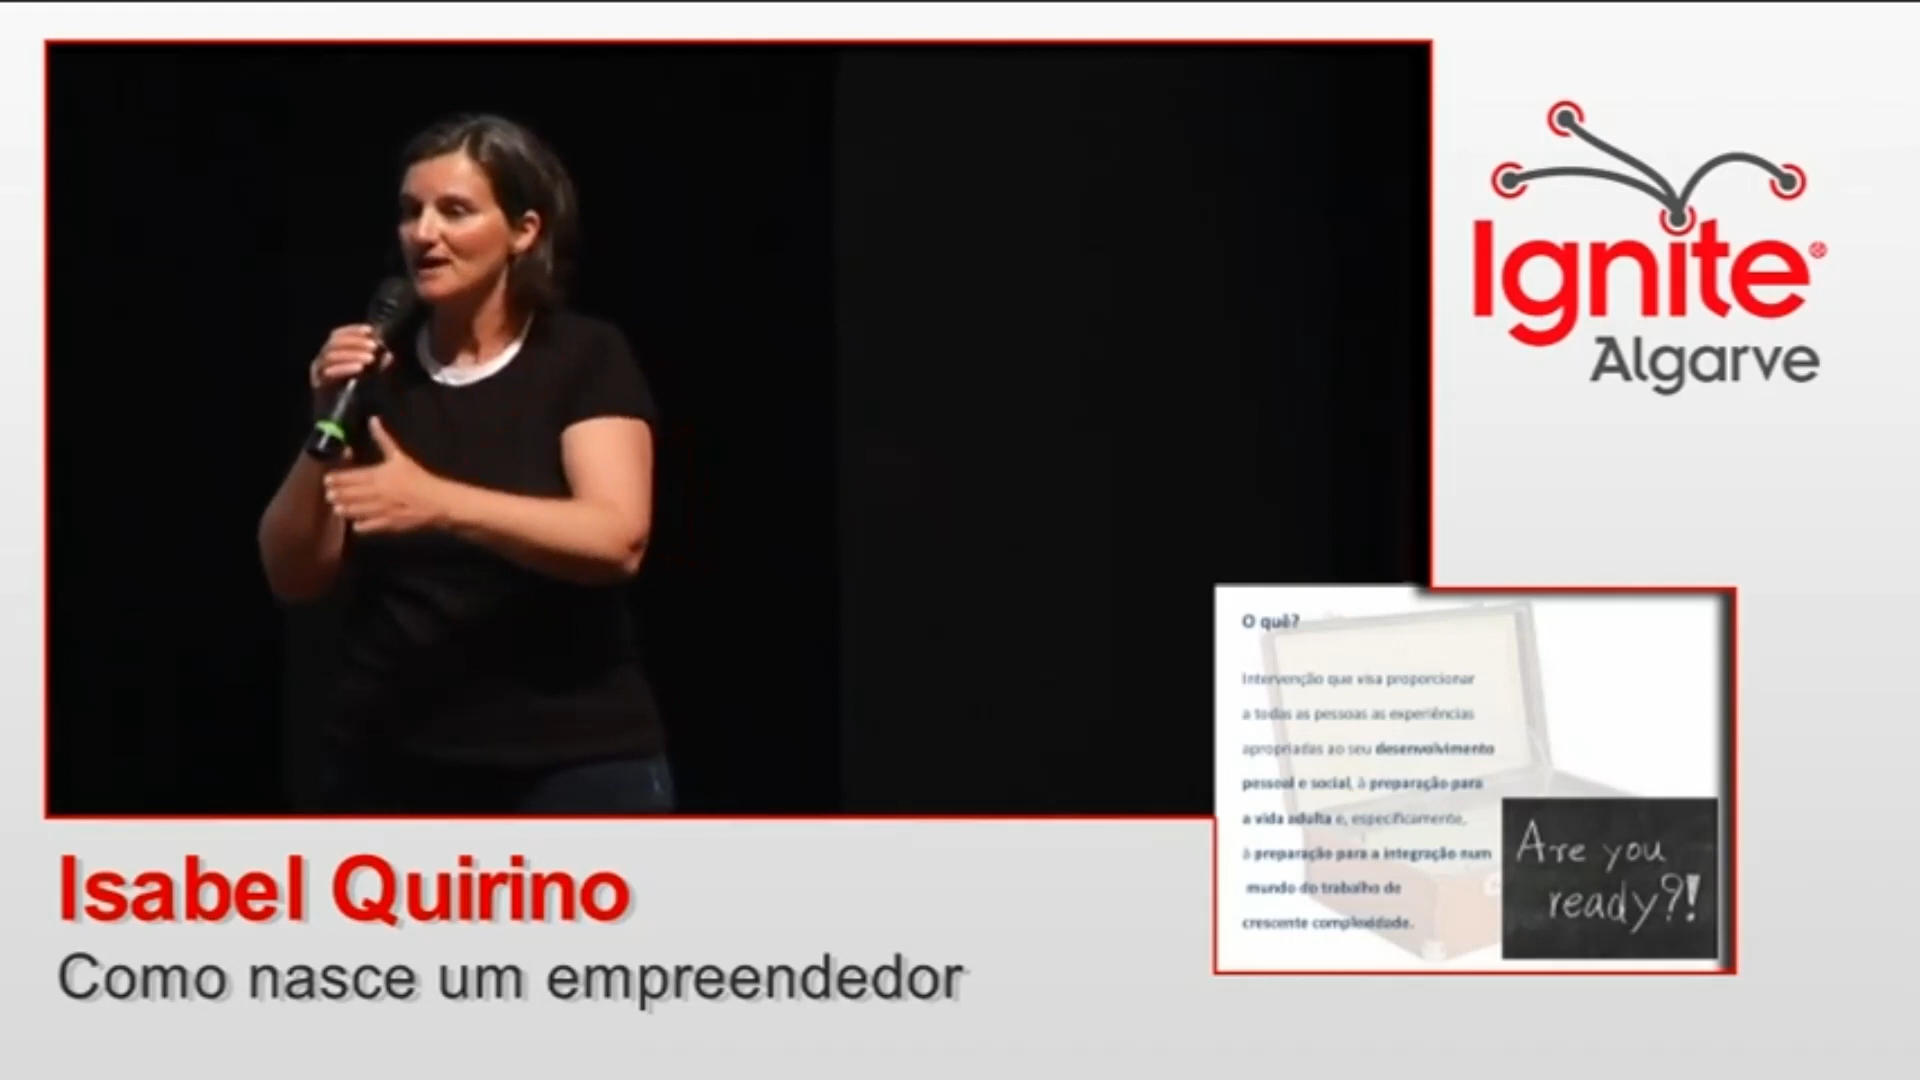 Ignite®
Algarve
O quê?
Intervenção que visa proporcionar
a todas as pessoas as experiências
apropriadas ao seu desenvolvimento
pessoal e social, à preparação para
a vida adulta e, especificamente,
à preparação para a integração num
mundo do trabalho de
crescente complexidade.
Are you
ready?!
Isabel Quirino
Como nasce um empreendedor